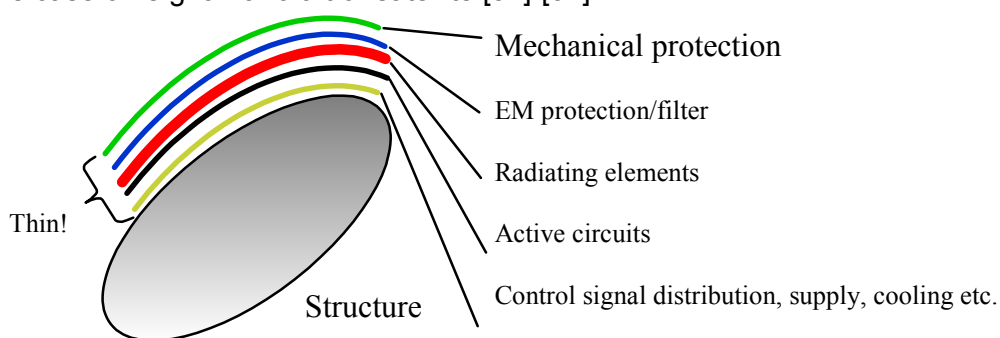 Mechanical protection
EM protection/filter
Radiating elements
Active circuits
Control signal distribution, supply, cooling etc.
Thin!
Structure